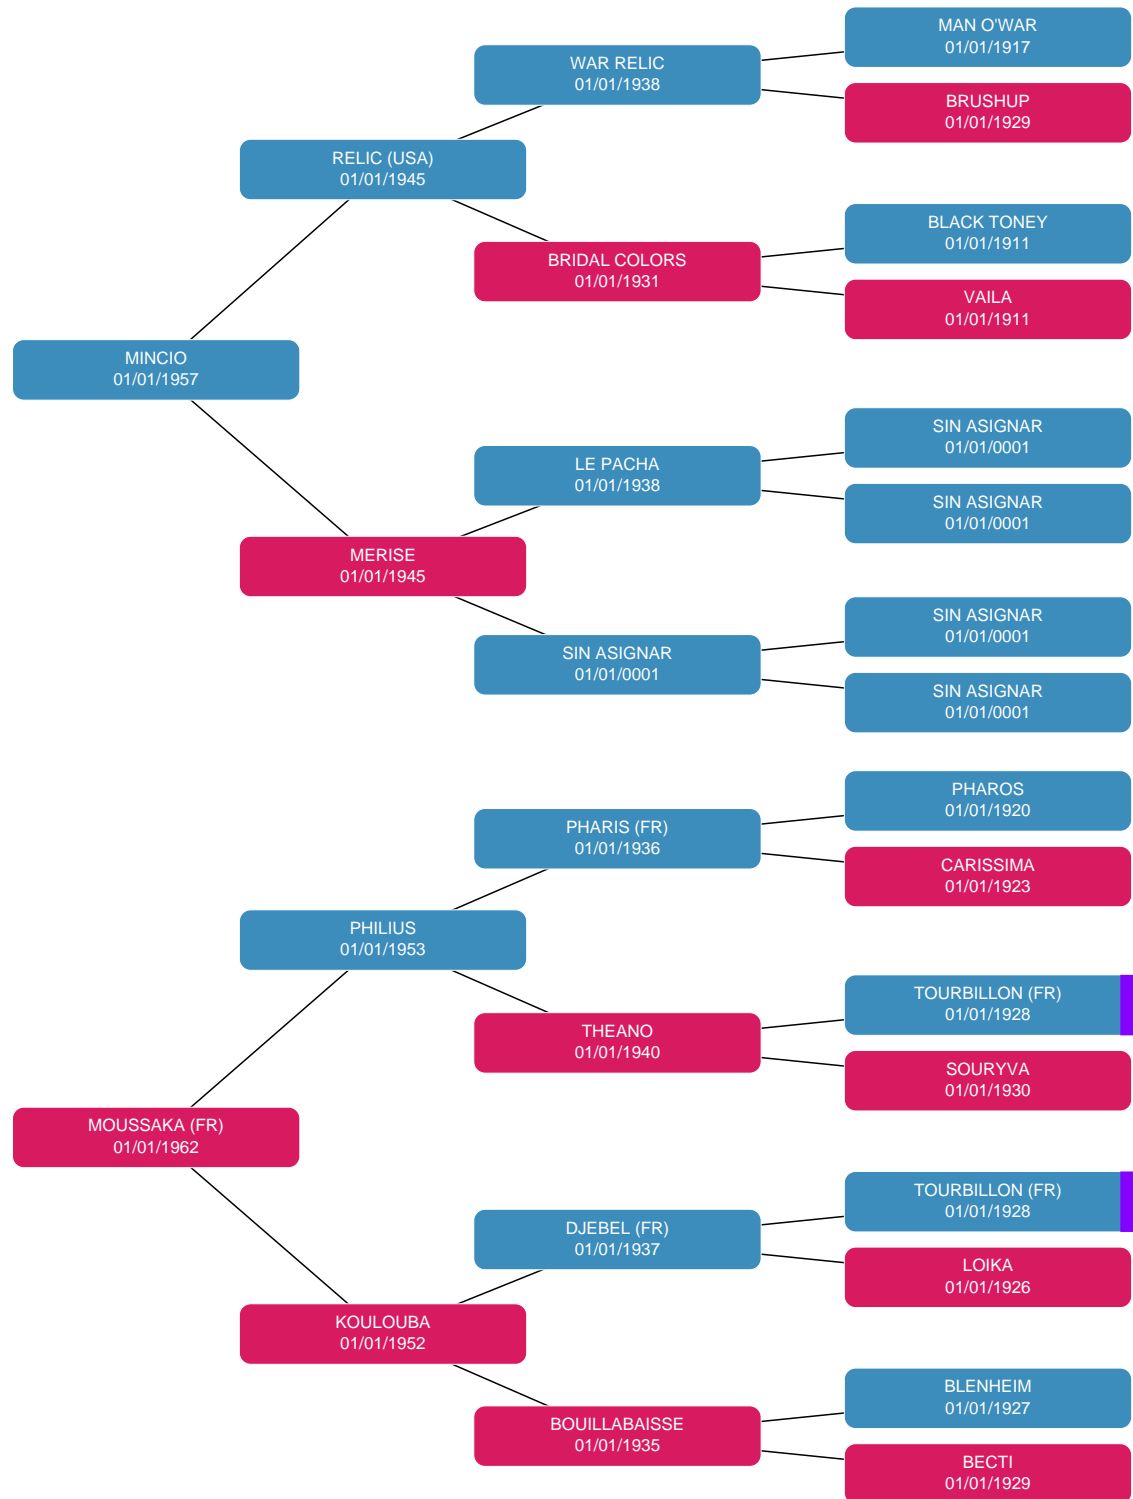 MAN O'WAR
01/01/1917
WAR RELIC
01/01/1938
BRUSHUP
01/01/1929
RELIC (USA)
01/01/1945
BLACK TONEY
01/01/1911
BRIDAL COLORS
01/01/1931
VAILA
01/01/1911
MINCIO
01/01/1957
SIN ASIGNAR
01/01/0001
LE PACHA
01/01/1938
SIN ASIGNAR
01/01/0001
MERISE
01/01/1945
SIN ASIGNAR
01/01/0001
SIN ASIGNAR
01/01/0001
SIN ASIGNAR
01/01/0001
PHAROS
01/01/1920
PHARIS (FR)
01/01/1936
CARISSIMA
01/01/1923
PHILIUS
01/01/1953
TOURBILLON (FR)
01/01/1928
THEANO
01/01/1940
SOURYVA
01/01/1930
MOUSSAKA (FR)
01/01/1962
TOURBILLON (FR)
01/01/1928
DJEBEL (FR)
01/01/1937
LOIKA
01/01/1926
KOULOUBA
01/01/1952
BLENHEIM
01/01/1927
BOUILLABAISSE
01/01/1935
BECTI
01/01/1929